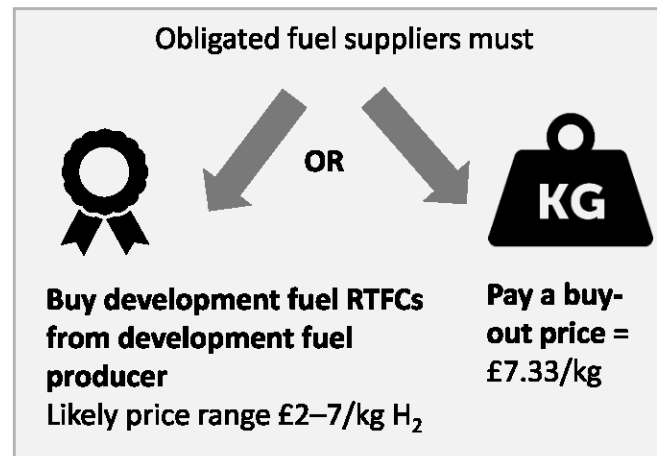 Obligated fuel suppliers must
OR
KG
Buy development fuel RTFCs
from development fuel
producer
Likely price range £2–7/kg H₂
Pay a buy-
out price =
£7.33/kg